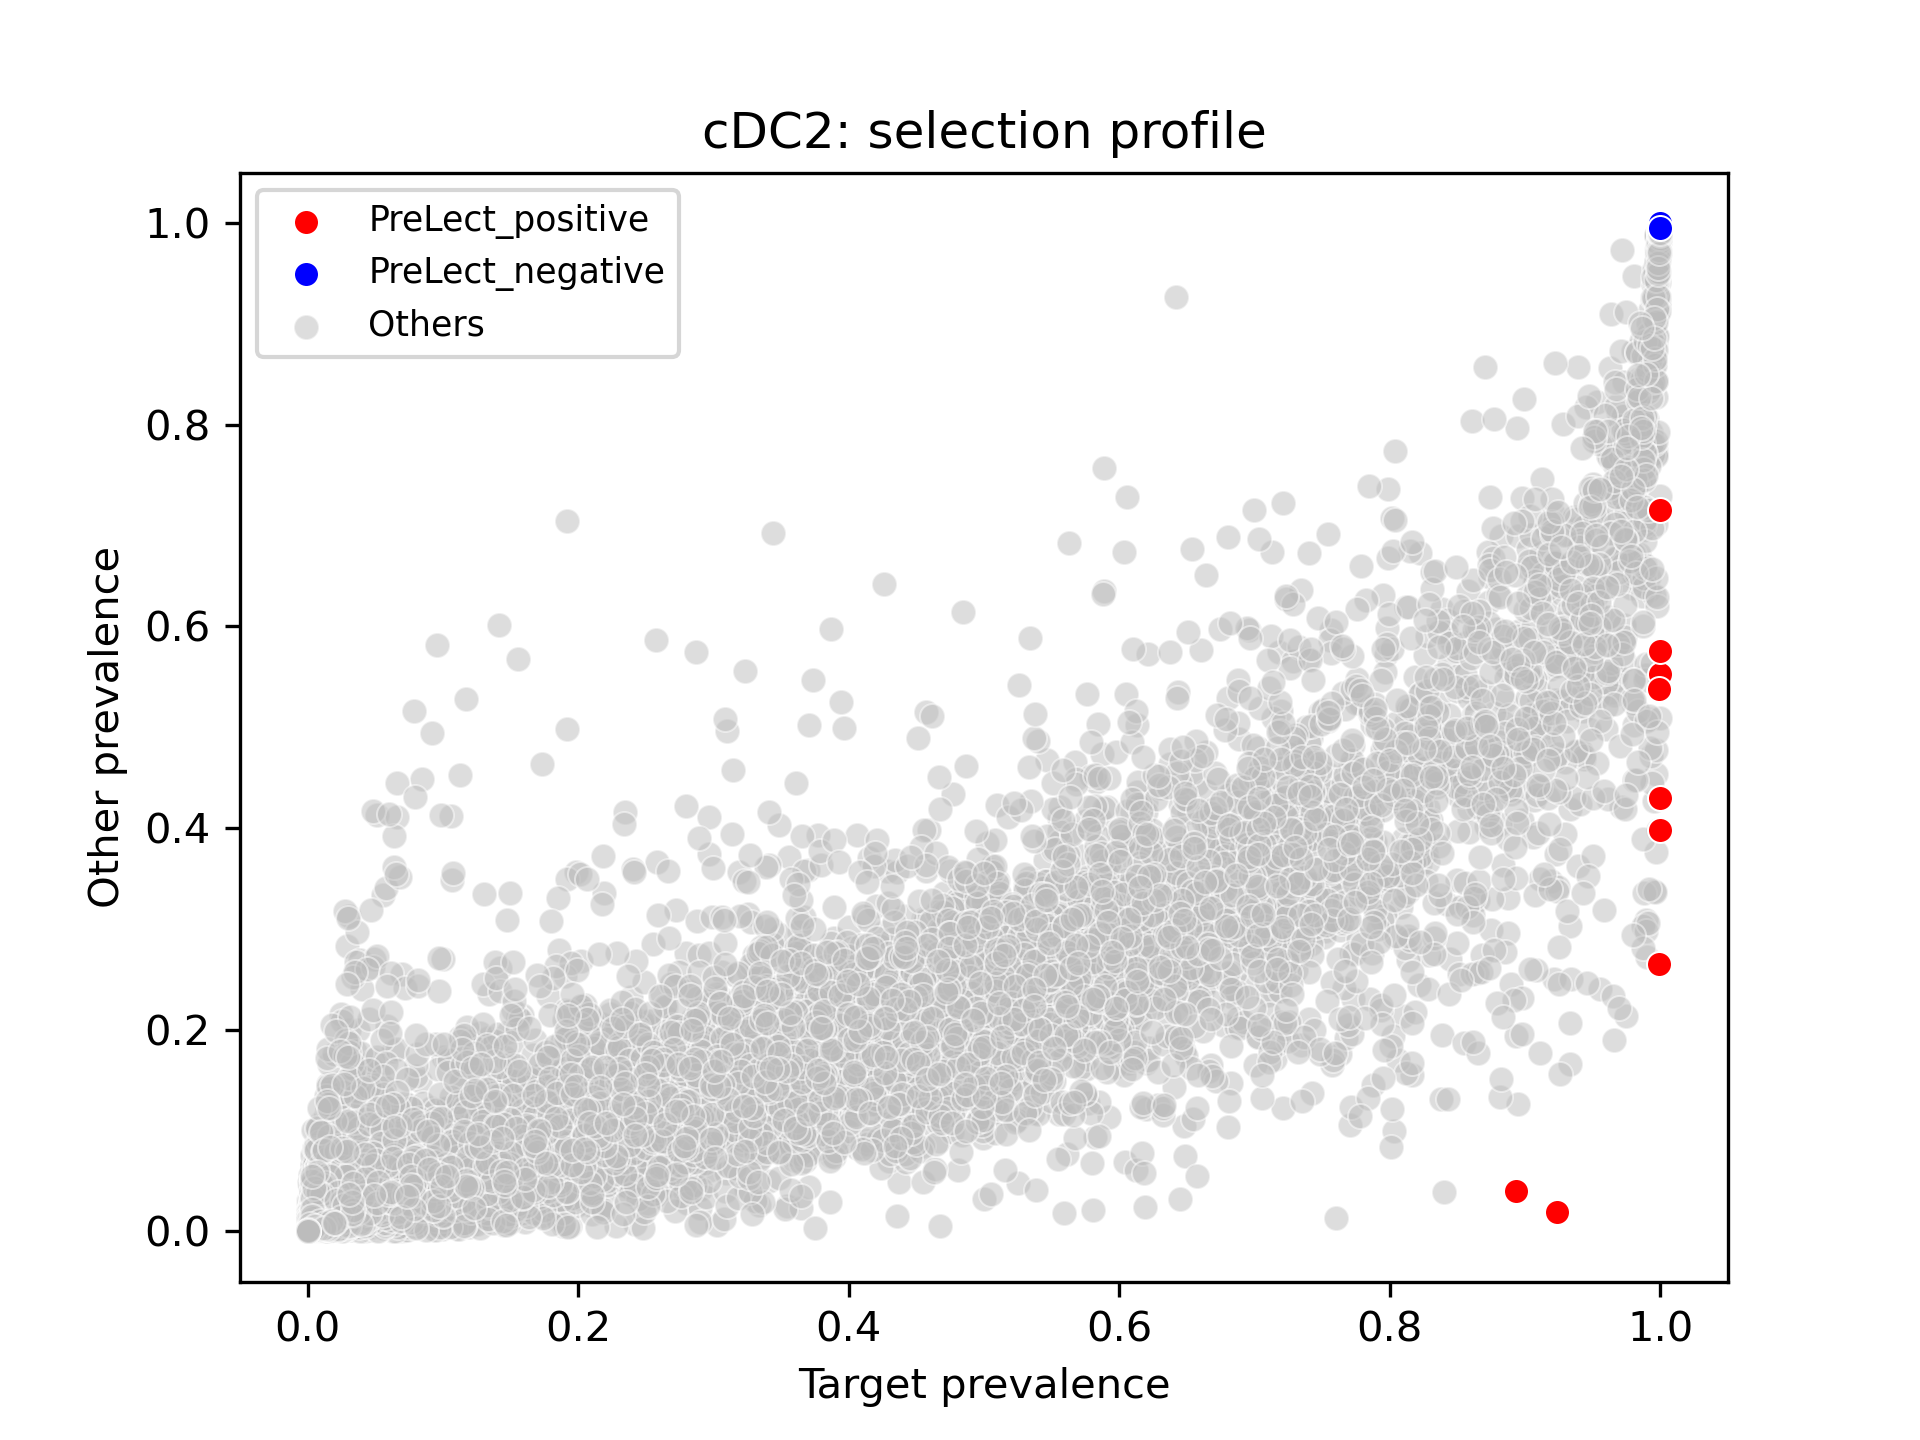 cDC2: selection profile
PreLect_positive
PreLect_negative
Others
1.0
0.8
0.6
0.4
0.2
0.0
Other prevalence
0.0 0.2 0.4 0.6 0.8 1.0
Target prevalence